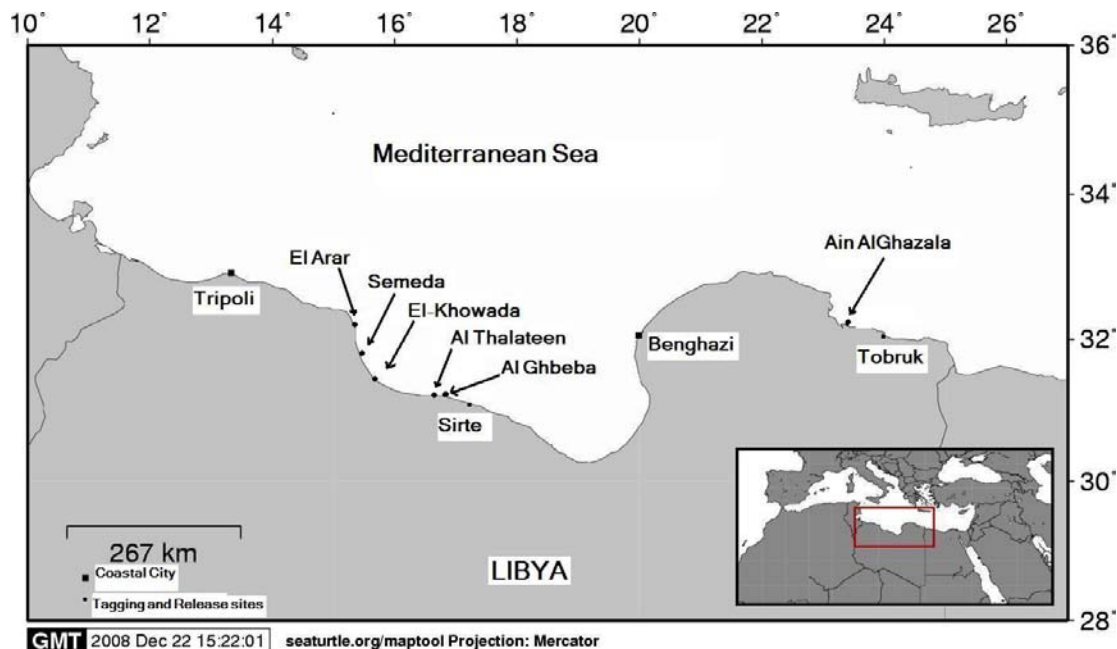 10° 12° 14° 16° 18° 20° 22° 24° 26°
36°
Mediterranean Sea
34°
Ain AlGhazala
El Arar
Semeda
Tripoli
El-Khowada
Al Thalateen
32°
Benghazi
Tobruk
Al Ghbeba
Sirte
30°
267 km
LIBYA
Coastal City
Tagging and Release sites
28°
GMT 2008 Dec 22 15:22:01 seaturtle.org/maptool Projection: Mercator